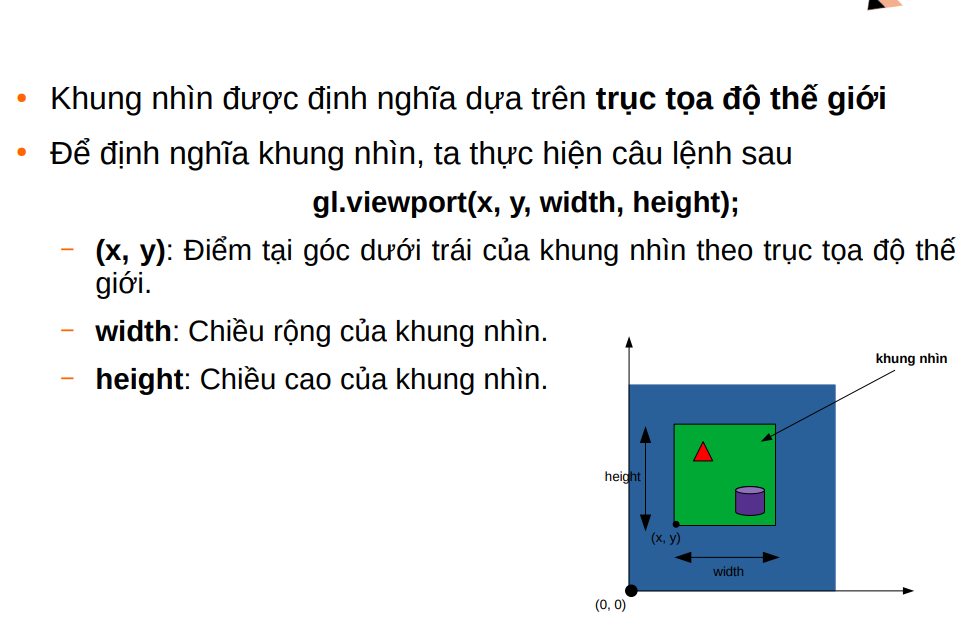 Khung nhìn được định nghĩa dựa trên trục tọa độ thế giới
Để định nghĩa khung nhìn, ta thực hiện câu lệnh sau
gl.viewport(x, y, width, height);
(x, y): Điểm tại góc dưới trái của khung nhìn theo trục tọa độ thế
giới.
width: Chiều rộng của khung nhìn.
height: Chiều cao của khung nhìn.
khung nhìn
height
(x, y)
width
(0, 0)